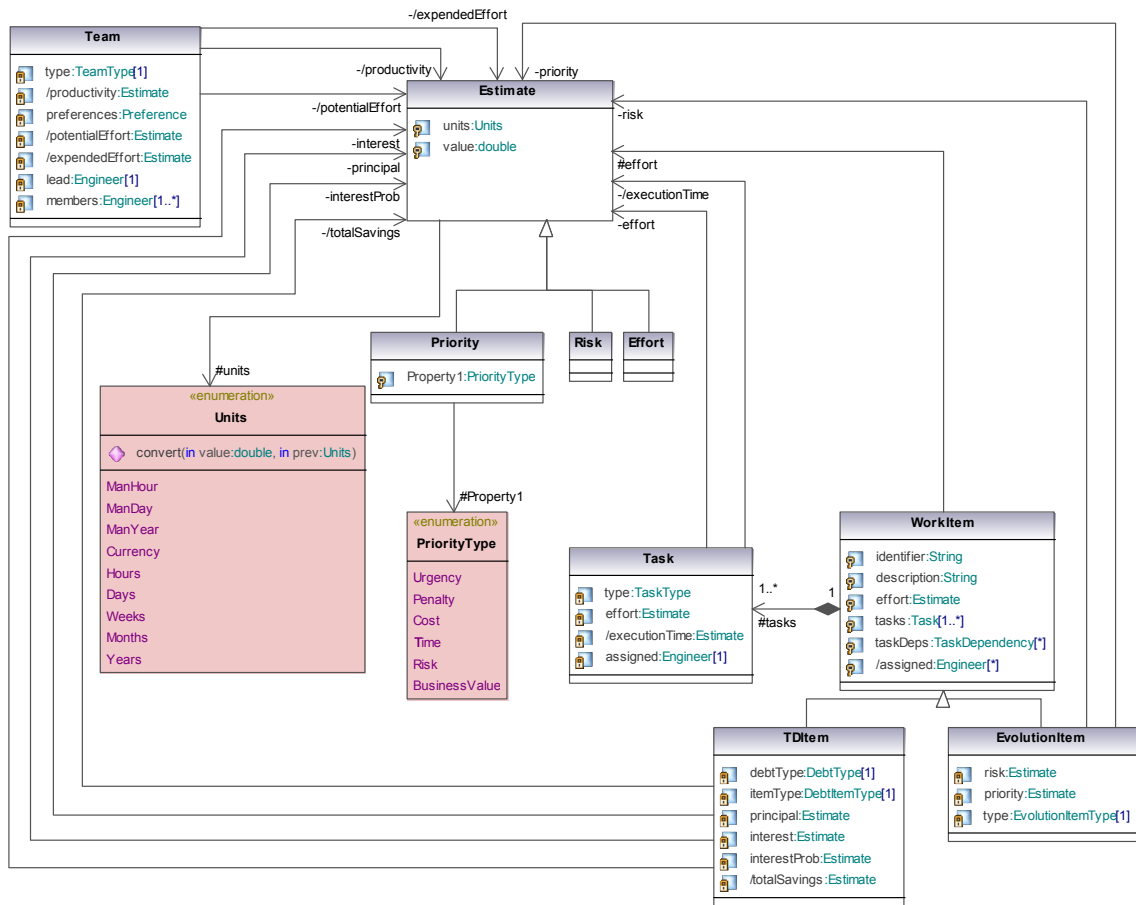 -/expendedEffort
Team
type:TeamType[1]
/productivity:Estimate
preferences:Preference
/potentialEffort:Estimate
/expendedEffort:Estimate
lead:Engineer[1]
members:Engineer[1..*]
-/productivity
-priority
Estimate
units:Units
value:double
-/potentialEffort
-interest
-principal
-interestProb
-/totalSavings
-risk
#effort
-/executionTime
-effort
Priority
Property1:PriorityType
Risk
Effort
#units
«enumeration»
Units
convert(in value:double, in prev:Units)
ManHour
ManDay
ManYear
Currency
Hours
Days
Weeks
Months
Years
#Property1
«enumeration»
PriorityType
Urgency
Penalty
Cost
Time
Risk
BusinessValue
Task
type:TaskType
effort:Estimate
/executionTime:Estimate
assigned:Engineer[1]
1..*
#tasks
1
WorkItem
identifier:String
description:String
effort:Estimate
tasks:Task[1..*]
taskDeps:TaskDependency[*]
/assigned:Engineer[*]
TDItem
debtType:DebtType[1]
itemType:DebtItemType[1]
principal:Estimate
interest:Estimate
interestProb:Estimate
/totalSavings:Estimate
EvolutionItem
risk:Estimate
priority:Estimate
type:EvolutionItemType[1]